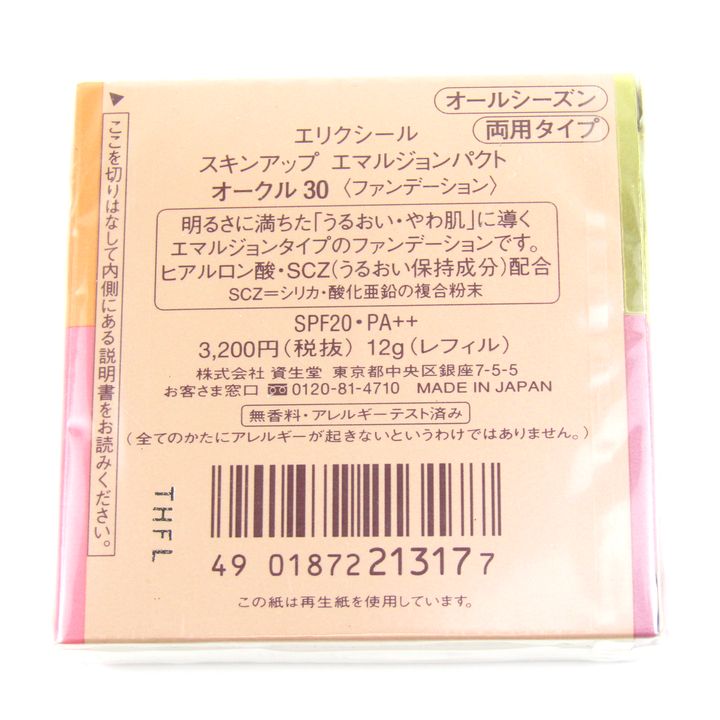 オールシーズン
両用タイプ
エリクシール
スキンアップ エマルジョンパクト
オークル30〈ファンデーション〉
明るさに満ちた「うるおい・やわ肌」に導く
エマルジョンタイプのファンデーションです。
ヒアルロン酸・SCZ(うるおい保持成分)配合
SCZ=シリカ・酸化亜鉛の複合粉末
SPF20・PA++
3,200円(税抜) 12g(レフィル)
株式会社 資生堂 東京都中央区銀座7-5-5
お客さま窓口 0120-81-4710 MADE IN JAPAN
無香料・アレルギーテスト済み
(全てのかたにアレルギーが起きないというわけではありません。)
49 01872 21317 7
この紙は再生紙を使用しています。
ここを切りはなして内側にある説明書をお読みください。
THFL